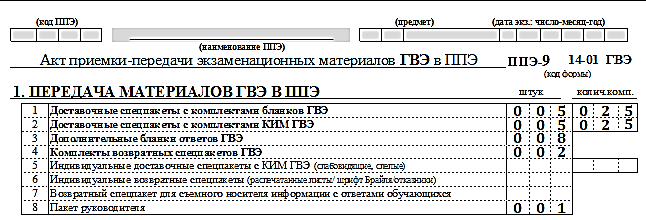 (код ППЭ) (предмет) (дата экз.: число-месяц-год)
(наименование ППЭ)
Акт приемки-передачи экзаменационных материалов ГВЭ в ППЭ ППЭ-9 14-01 ГВЭ
(код формы)
1. ПЕРЕДАЧА МАТЕРИАЛОВ ГВЭ В ППЭ штук колич.комп.
1 Доставочные спецпакеты с комплектами бланков ГВЭ 0 0 5 0 2 5
2 Доставочные спецпакеты с комплектами КИМ ГВЭ 0 0 5 0 2 5
3 Дополнительные бланки ответов ГВЭ 0 0 8
4 Комплекты возвратных спецпакетов ГВЭ 0 0 2
5 Индивидуальные доставочные спецпакеты с КИМ ГВЭ (слабовидящие, слепые)
6 Индивидуальные возвратные спецпакеты (распечатанные листы/ шрифт Брайля/отказники)
7 Возвратный спецпакет для съемного носителя информации с ответами обучающихся
8 Пакет руководителя 0 0 1